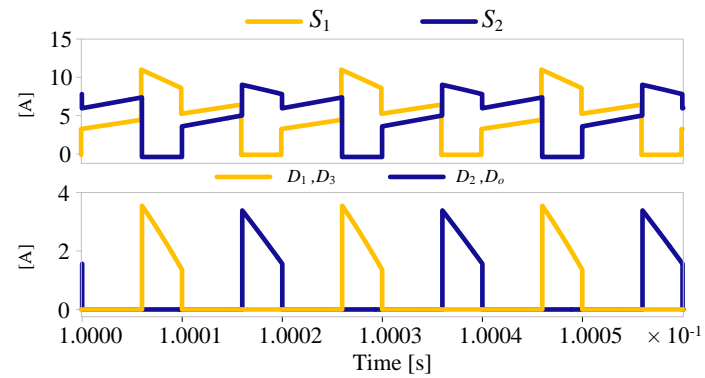 S₁ S₂
15
10
5
0
[A]
D₁ ,D₃ D₂ ,Dₒ
4
2
0
[A]
1.0000 1.0001 1.0002 1.0003 1.0004 1.0005 × 10⁻¹
Time [s]